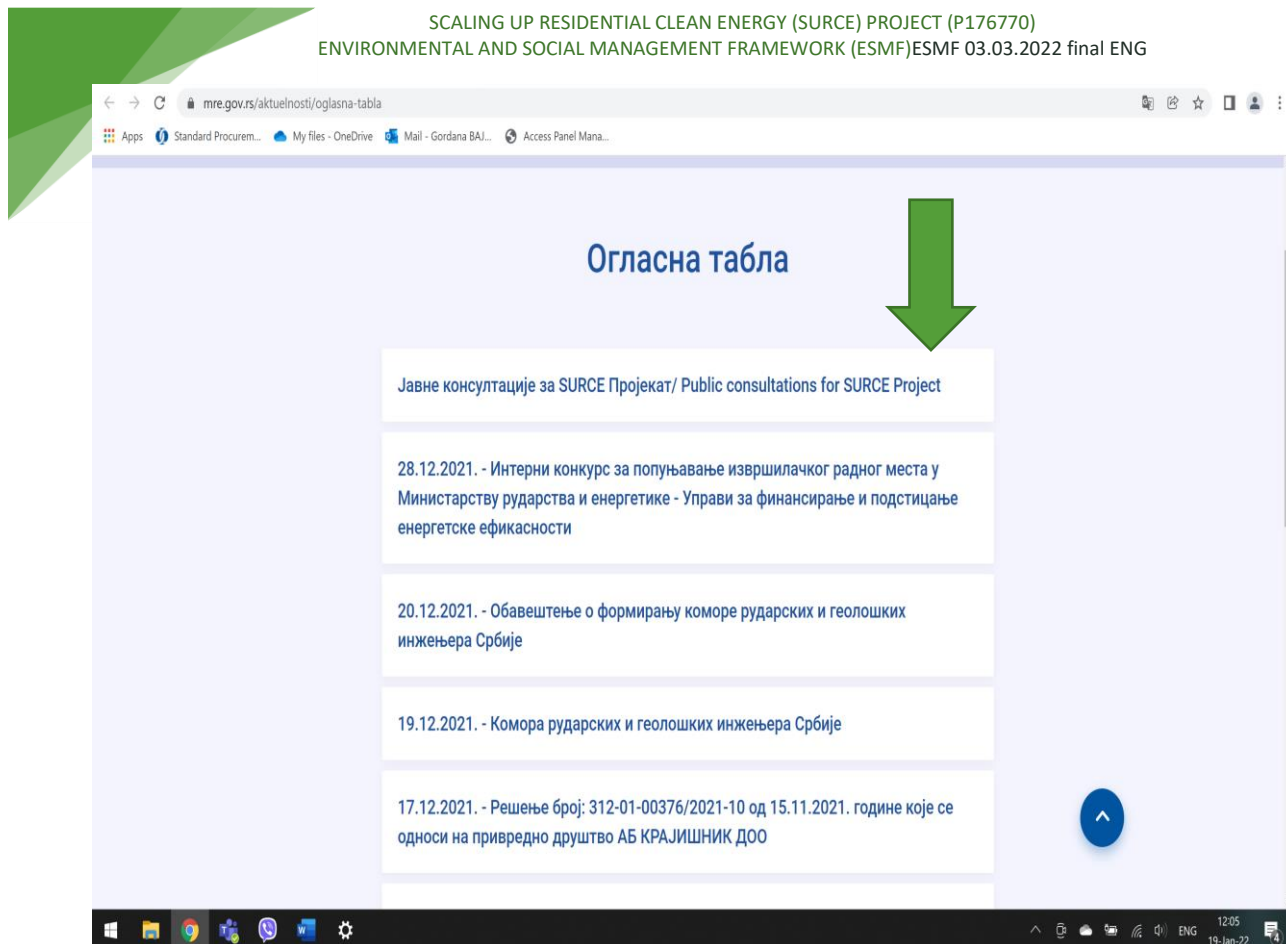 SCALING UP RESIDENTIAL CLEAN ENERGY (SURCE) PROJECT (P176770)
ENVIRONMENTAL AND SOCIAL MANAGEMENT FRAMEWORK (ESMF)ESMF 03.03.2022 final ENG
mre.gov.rs/aktuelnosti/oglasna-tabla
Apps Standard Procurem... My files - OneDrive Mail - Gordana BAJ... Access Panel Mana...
Огласна табла
Јавне консултације за SURCE Пројекат/ Public consultations for SURCE Project
28.12.2021. - Интерни конкурс за попуњавање извршилачког радног места у
Министарству рударства и енергетике - Управи за финансирање и подстицање
енергетске ефикасности
20.12.2021. - Обавештење о формирању коморе рударских и геолошких
инжењера Србије
19.12.2021. - Комора рударских и геолошких инжењера Србије
17.12.2021. - Решење број: 312-01-00376/2021-10 од 15.11.2021. године које се
односи на привредно друштво АБ КРАЈИШНИК ДОО
ENG 12:05
19-Jan-22